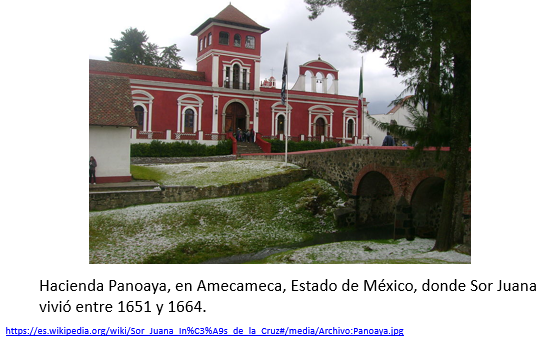 Hacienda Panoaya, en Amecameca, Estado de México, donde Sor Juana
vivió entre 1651 y 1664.
https://es.wikipedia.org/wiki/Sor_Juana_In%C3%A9s_de_la_Cruz#/media/Archivo:Panoaya.jpg